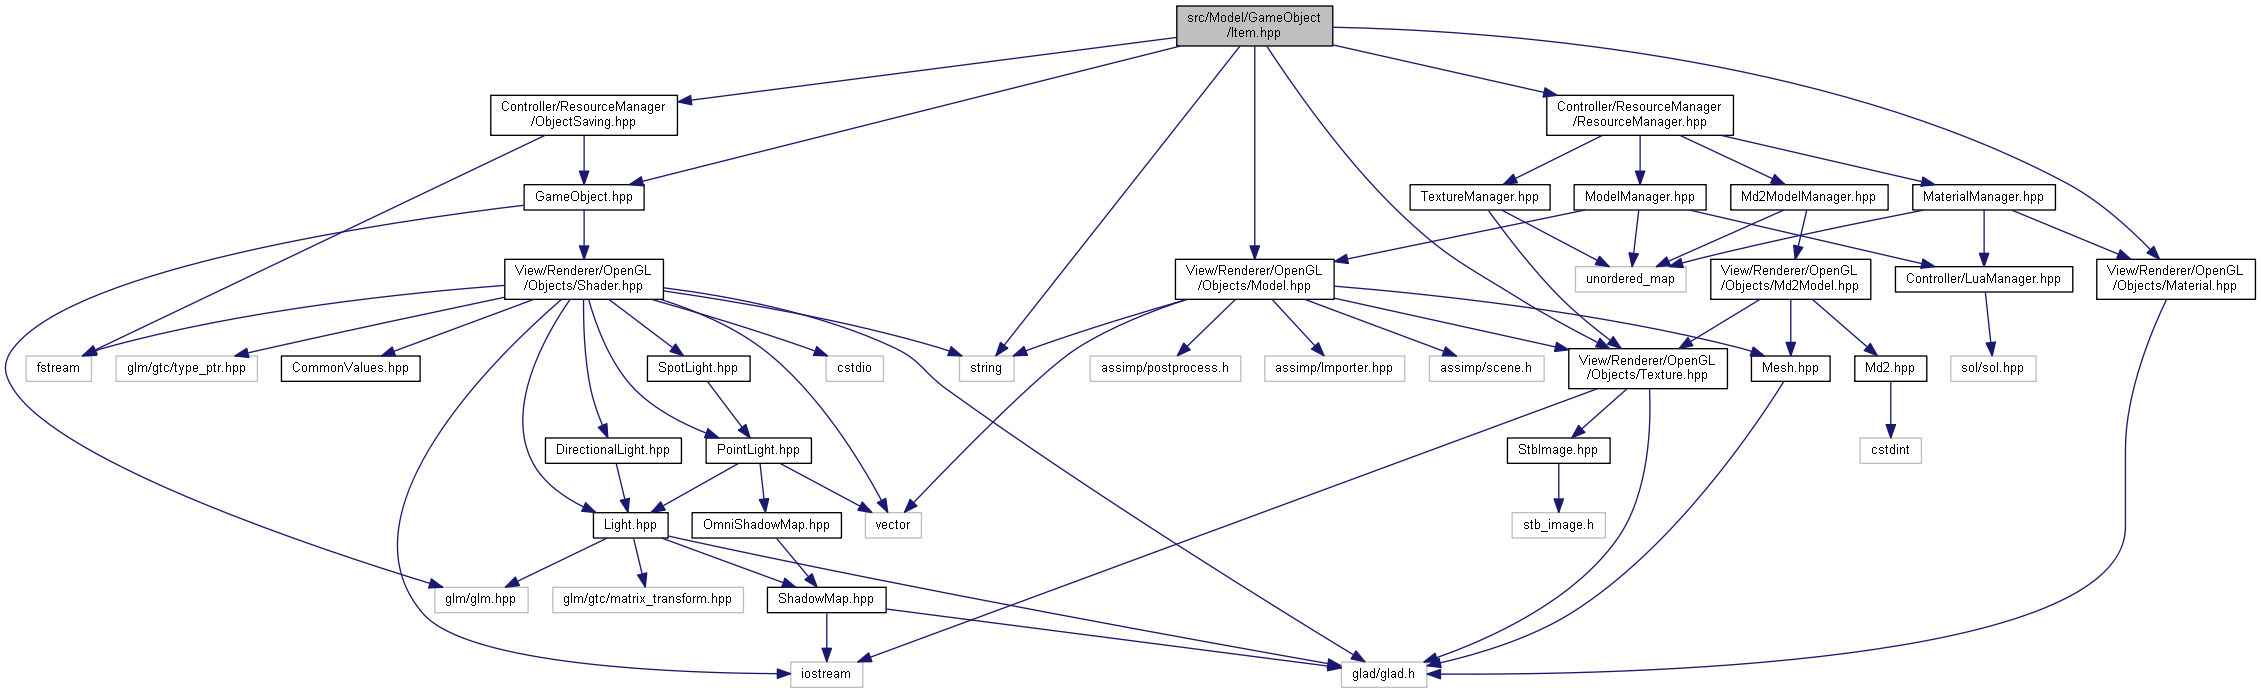 src/Model/GameObject
/Item.hpp
Controller/ResourceManager
/ObjectSaving.hpp
Controller/ResourceManager
/ResourceManager.hpp
GameObject.hpp
TextureManager.hpp
ModelManager.hpp
Md2ModelManager.hpp
MaterialManager.hpp
View/Renderer/OpenGL
/Objects/Shader.hpp
View/Renderer/OpenGL
/Objects/Model.hpp
unordered_map
View/Renderer/OpenGL
/Objects/Md2Model.hpp
Controller/LuaManager.hpp
View/Renderer/OpenGL
/Objects/Material.hpp
fstream
glm/gtc/type_ptr.hpp
CommonValues.hpp
SpotLight.hpp
cstdio
string
assimp/postprocess.h
assimp/Importer.hpp
assimp/scene.h
View/Renderer/OpenGL
/Objects/Texture.hpp
Mesh.hpp
Md2.hpp
sol/sol.hpp
DirectionalLight.hpp
PointLight.hpp
StbImage.hpp
cstdint
Light.hpp
OmniShadowMap.hpp
vector
stb_image.h
glm/glm.hpp
glm/gtc/matrix_transform.hpp
ShadowMap.hpp
iostream
glad/glad.h